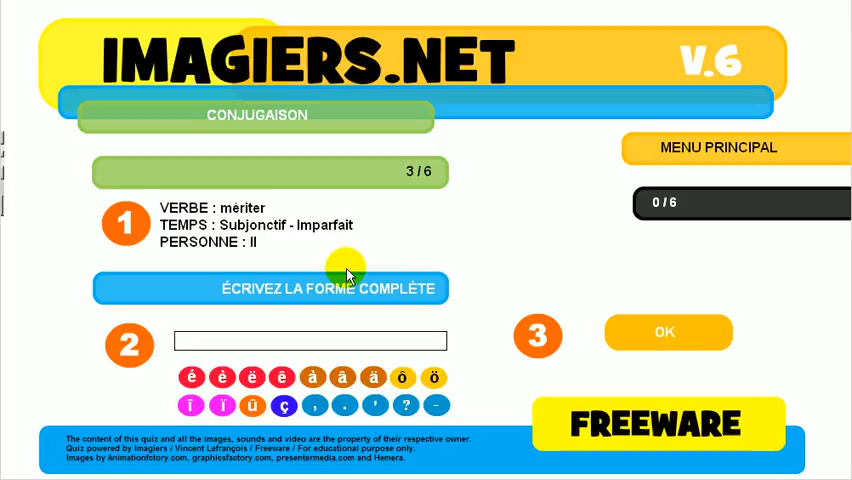 IMAGIERS.NET
V.6
CONJUGAISON
MENU PRINCIPAL
3 / 6
0 / 6
1
VERBE : mériter
TEMPS : Subjonctif - Imparfait
PERSONNE : Il
ÉCRIVEZ LA FORME COMPLÈTE
2
3
OK
é è ë ê à â ä ô ö
î ï û ç , . ' ? -
FREEWARE
The content of this quiz and all the images, sounds and video are the property of their respective owner.
Quiz powered by Imagiers / Vincent Lefrançois / Freeware / For educational purpose only.
Images by Animationfctory.com, graphicsfactory.com, presentermedia.com and Hemera.